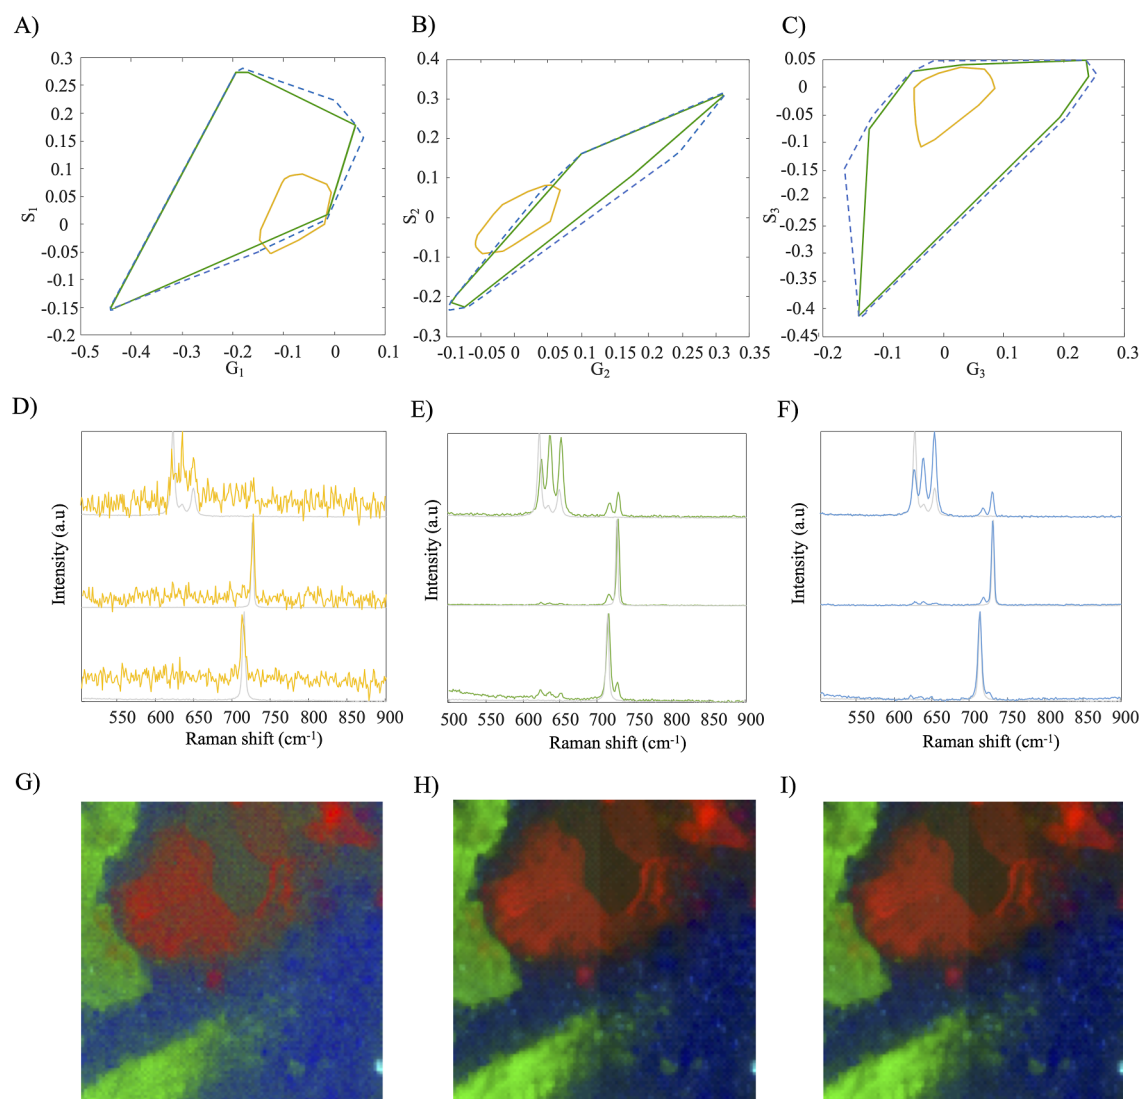 A)
B)
C)
0.3
0.25
0.2
0.15
0.1
0.05
0
-0.05
-0.1
-0.15
-0.2
S1
-0.5 -0.4 -0.3 -0.2 -0.1 0 0.1
G1
0.4
0.3
0.2
0.1
0
-0.1
-0.2
0.3
S2
-0.1 -0.05 0 0.05 0.1 0.15 0.2 0.25 0.3 0.35
G2
0.05
0
-0.05
-0.1
-0.15
-0.2
-0.2
-0.3
-0.35
-0.4
-0.45
S3
-0.2 -0.1 0 0.1 0.2 0.3
G3
D)
E)
F)
Intensity (a.u)
550 600 650 700 750 800 850 900
Raman shift (cm-1)
Intensity (a.u)
500 550 600 650 700 750 800 850 900
Raman shift (cm-1)
Intensity (a.u)
550 600 650 700 750 800 850 900
Raman shift (cm-1)
G)
H)
I)